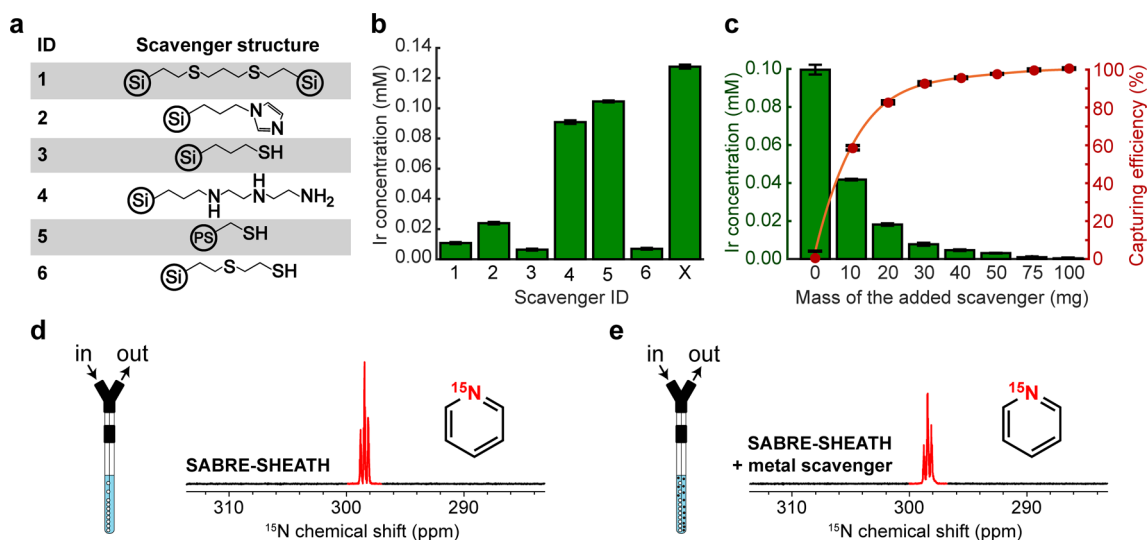 a
ID Scavenger structure
1 Si S S Si
2 Si N N
3 Si SH
4 Si N H H N NH2
5 PS SH
6 Si S SH
b
Ir concentration (mM)
0.14
0.12
0.10
0.08
0.06
0.04
0.02
0.00
1 2 3 4 5 6 X
Scavenger ID
c
Ir concentration (mM)
0.10
0.08
0.06
0.04
0.02
0.00
100
80
60
40
20
0
Capturing efficiency (%)
0 10 20 30 40 50 75 100
Mass of the added scavenger (mg)
d
in out
SABRE-SHEATH
15N
310 300 290
15N chemical shift (ppm)
e
in out
SABRE-SHEATH
+ metal scavenger
15N
310 300 290
15N chemical shift (ppm)